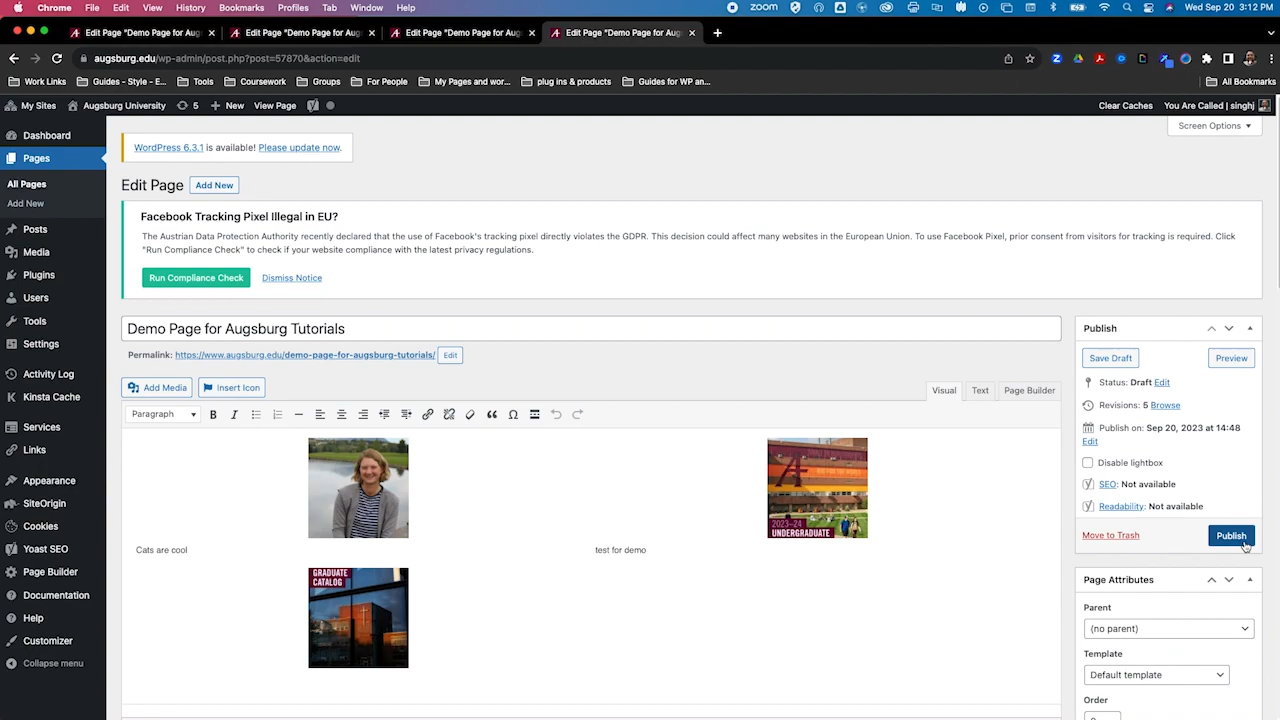 Chrome File Edit View History Bookmarks Profiles Tab Window Help zoom Wed Sep 20 3:12 PM
Edit Page "Demo Page for Aug Edit Page "Demo Page for Aug Edit Page "Demo Page for Aug Edit Page "Demo Page for Aug
augsburg.edu/wp-admin/post.php?post=57870&action=edit
Work Links Guides - Style - E... Tools Coursework Groups For People My Pages and wor... plug ins & products Guides for WP an... All Bookmarks
My Sites Augsburg University 5 New View Page Clear Caches You Are Called | singhj
Screen Options
Dashboard
Pages
All Pages
Add New
Posts
Media
Plugins
Users
Tools
Settings
Activity Log
Kinsta Cache
Services
Links
Appearance
SiteOrigin
Cookies
Yoast SEO
Page Builder
Documentation
Help
Customizer
Collapse menu
WordPress 6.3.1 is available! Please update now.
Edit Page Add New
Facebook Tracking Pixel Illegal in EU?
The Austrian Data Protection Authority recently declared that the use of Facebook's tracking pixel directly violates the GDPR. This decision could affect many websites in the European Union. To use Facebook Pixel, prior consent from visitors for tracking is required. Click
"Run Compliance Check" to check if your website compliance with the latest privacy regulations.
Run Compliance Check Dismiss Notice
Demo Page for Augsburg Tutorials
Permalink: https://www.augsburg.edu/demo-page-for-augsburg-tutorials/ Edit
Add Media Insert Icon
Visual Text Page Builder
Paragraph
A
2023–24
UNDERGRADUATE
Cats are cool test for demo
GRADUATE
CATALOG
Publish
Save Draft Preview
Status: Draft Edit
Revisions: 5 Browse
Publish on: Sep 20, 2023 at 14:48
Edit
Disable lightbox
SEO: Not available
Readability: Not available
Move to Trash Publish
Page Attributes
Parent
(no parent)
Template
Default template
Order